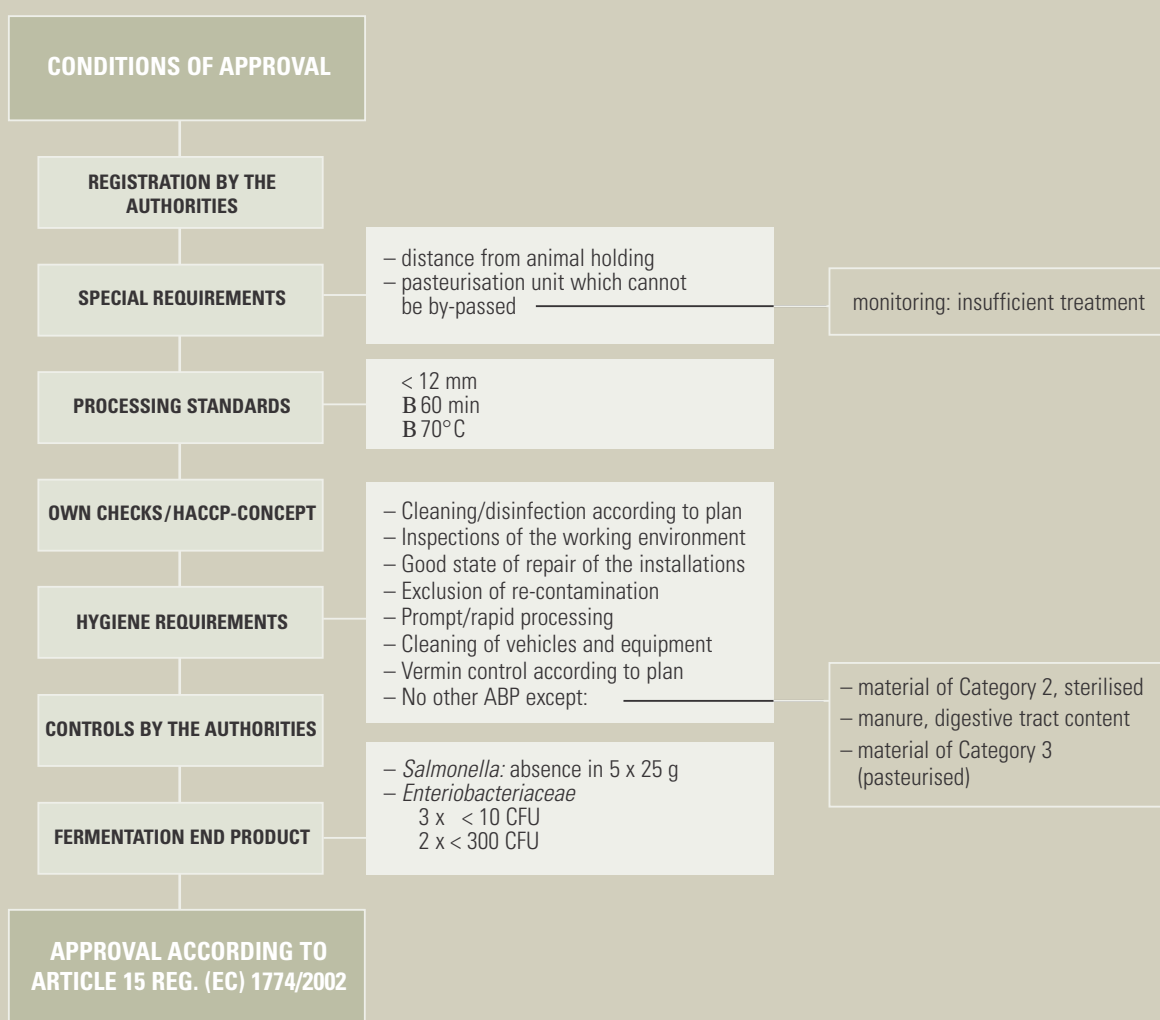 CONDITIONS OF APPROVAL
REGISTRATION BY THE
AUTHORITIES
SPECIAL REQUIREMENTS
– distance from animal holding
– pasteurisation unit which cannot
be by-passed
monitoring: insufficient treatment
PROCESSING STANDARDS
< 12 mm
B 60 min
B 70°C
OWN CHECKS/HACCP-CONCEPT
HYGIENE REQUIREMENTS
– Cleaning/disinfection according to plan
– Inspections of the working environment
– Good state of repair of the installations
– Exclusion of re-contamination
– Prompt/rapid processing
– Cleaning of vehicles and equipment
– Vermin control according to plan
– No other ABP except:
– material of Category 2, sterilised
– manure, digestive tract content
– material of Category 3
(pasteurised)
CONTROLS BY THE AUTHORITIES
FERMENTATION END PRODUCT
– Salmonella: absence in 5 x 25 g
– Enteriobacteriaceae
3 x < 10 CFU
2 x < 300 CFU
APPROVAL ACCORDING TO
ARTICLE 15 REG. (EC) 1774/2002